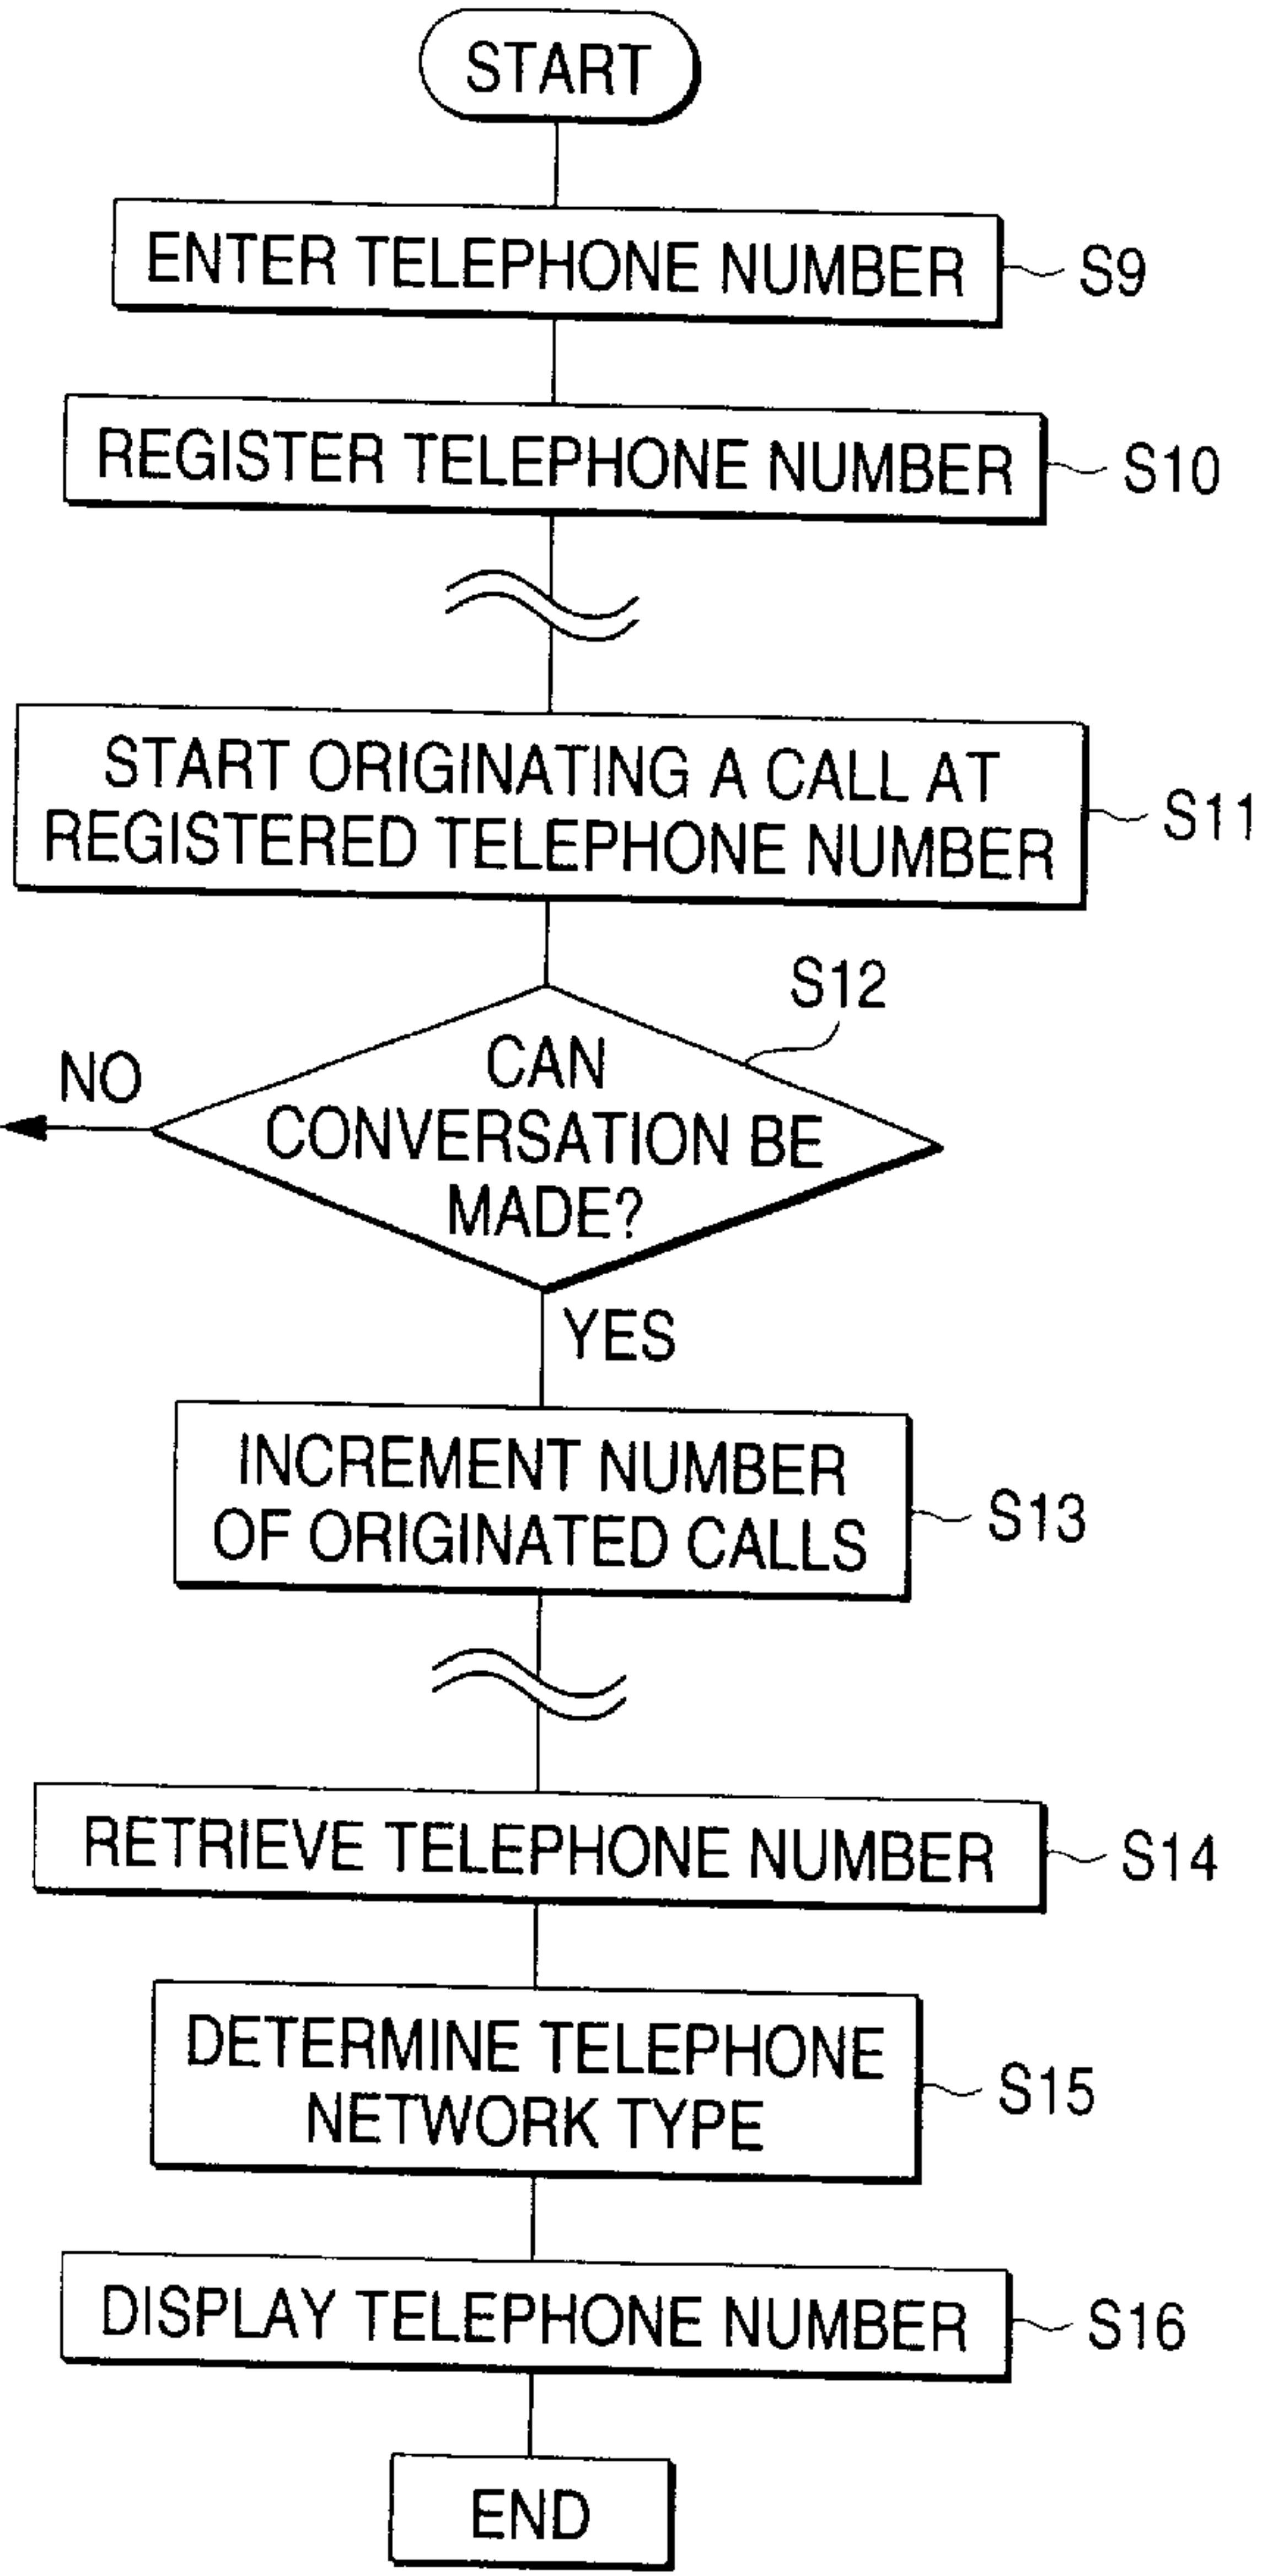 START
ENTER TELEPHONE NUMBER
S9
REGISTER TELEPHONE NUMBER
S10
START ORIGINATING A CALL AT
REGISTERED TELEPHONE NUMBER
S11
S12
NO
CAN
CONVERSATION BE
MADE?
YES
INCREMENT NUMBER
OF ORIGINATED CALLS
S13
RETRIEVE TELEPHONE NUMBER
S14
DETERMINE TELEPHONE
NETWORK TYPE
S15
DISPLAY TELEPHONE NUMBER
S16
END